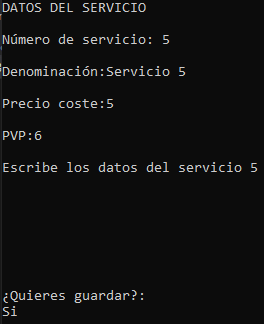 DATOS DEL SERVICIO
Número de servicio: 5
Denominación:Servicio 5
Precio coste:5
PVP:6
Escribe los datos del servicio 5
¿Quieres guardar?:
Si